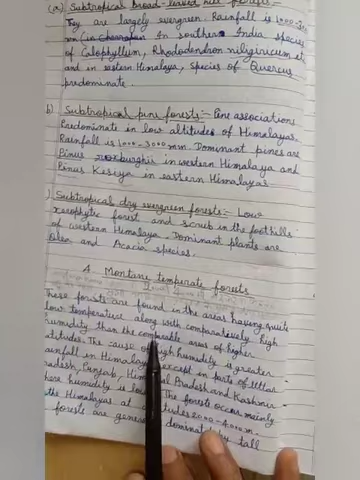 (a) Subtropical broad leaved hill forests:-
They are largely evergreen. Rainfall is 1000-
mm (in cherrapan In southern India species
of Calophyllum, Rhododendron niligiricum etc
and in eastern Himalaya, species of Quercus
predominate.
b) Subtropical pine forests:- Pine associations
Predominate in low altitudes of Himalayas.
Rainfall is 1000-3000 mm. Dominant pines are
Pinus roxburghii in western Himalaya and
Pinus Kesiya in eastern Himalayas.
) Subtropical dry evergreen forests:- Low
xerophytic forest and scrub in the foothills
of western Himalaya. Dominant plants are
Olea and Acacia species.
4. Montane temperate forests
These forests are found in the areas having quite
low temperature along with comparatively high
humidity than the comparable areas of higher
altitudes. The cause high humidity is greater
rainfall in Himalaya except in parts of Uttar
radesh, Punjab, Himachal Pradesh and Kashmir
here humidity is low. The forests occur mainly
the Himalayas at altitudes 2000-4000 m.
forests are dominated by tall